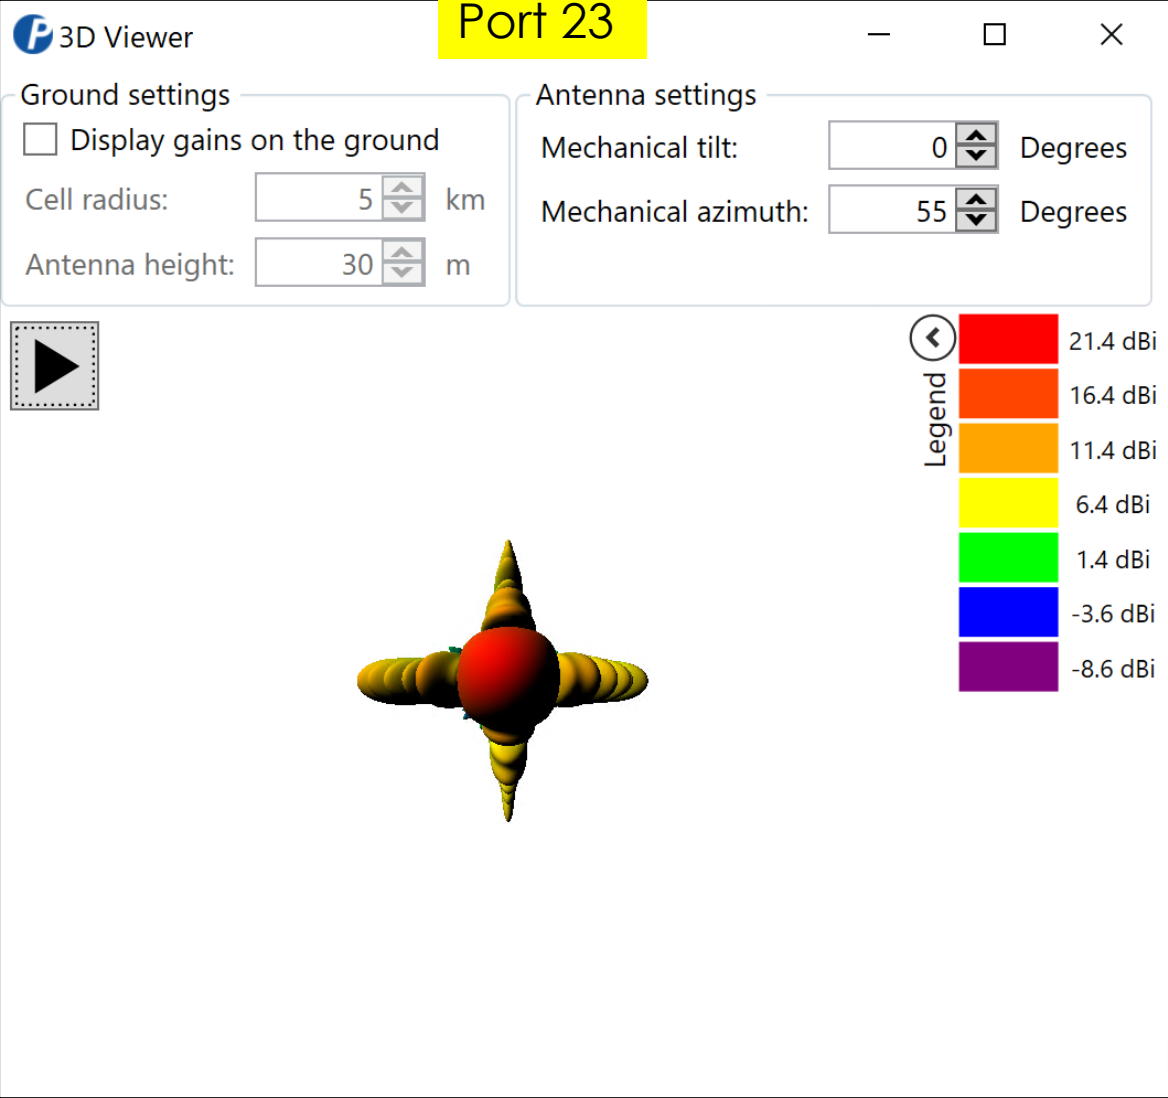 Port 23
3D Viewer
Ground settings
Display gains on the ground
Cell radius: 5 km
Antenna height: 30 m
Antenna settings
Mechanical tilt: 0 Degrees
Mechanical azimuth: 55 Degrees
Legend
21.4 dBi
16.4 dBi
11.4 dBi
6.4 dBi
1.4 dBi
-3.6 dBi
-8.6 dBi